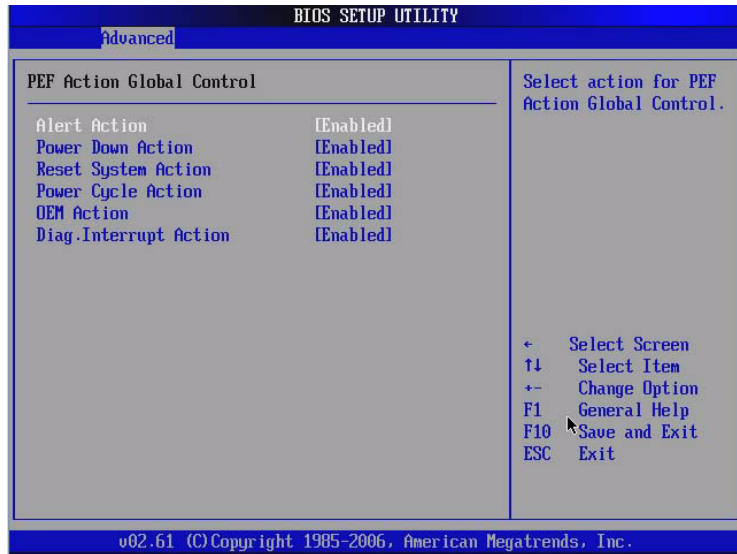 BIOS SETUP UTILITY
Advanced
PEF Action Global Control
Alert Action [Enabled]
Power Down Action [Enabled]
Reset System Action [Enabled]
Power Cycle Action [Enabled]
OEM Action [Enabled]
Diag.Interrupt Action [Enabled]
Select action for PEF
Action Global Control.
← Select Screen
↑↓ Select Item
+- Change Option
F1 General Help
F10 Save and Exit
ESC Exit
v02.61 (C)Copyright 1985-2006, American Megatrends, Inc.